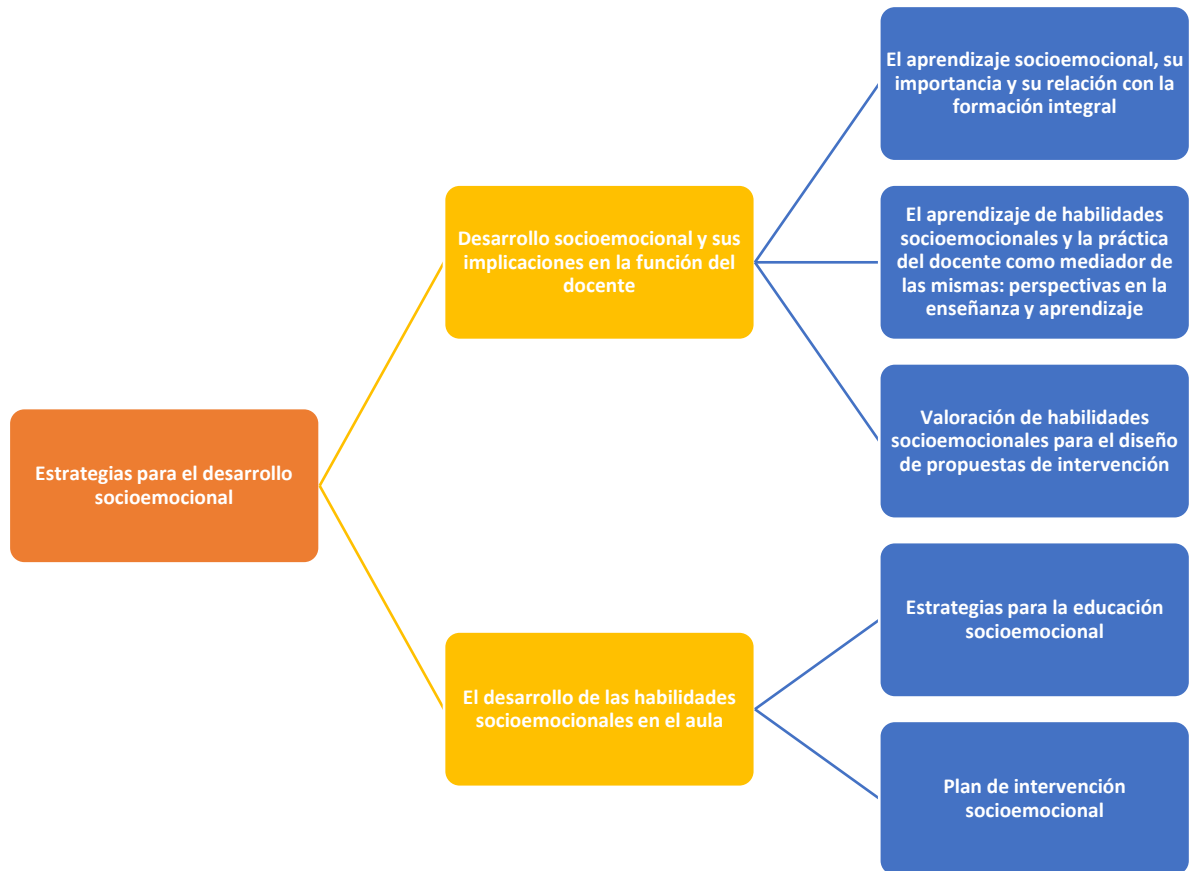 Estrategias para el desarrollo
socioemocional
Desarrollo socioemocional y sus
implicaciones en la función del
docente
El aprendizaje socioemocional, su
importancia y su relación con la
formación integral
El aprendizaje de habilidades
socioemocionales y la práctica
del docente como mediador de
las mismas: perspectivas en la
enseñanza y aprendizaje
Valoración de habilidades
socioemocionales para el diseño
de propuestas de intervención
El desarrollo de las habilidades
socioemocionales en el aula
Estrategias para la educación
socioemocional
Plan de intervención
socioemocional